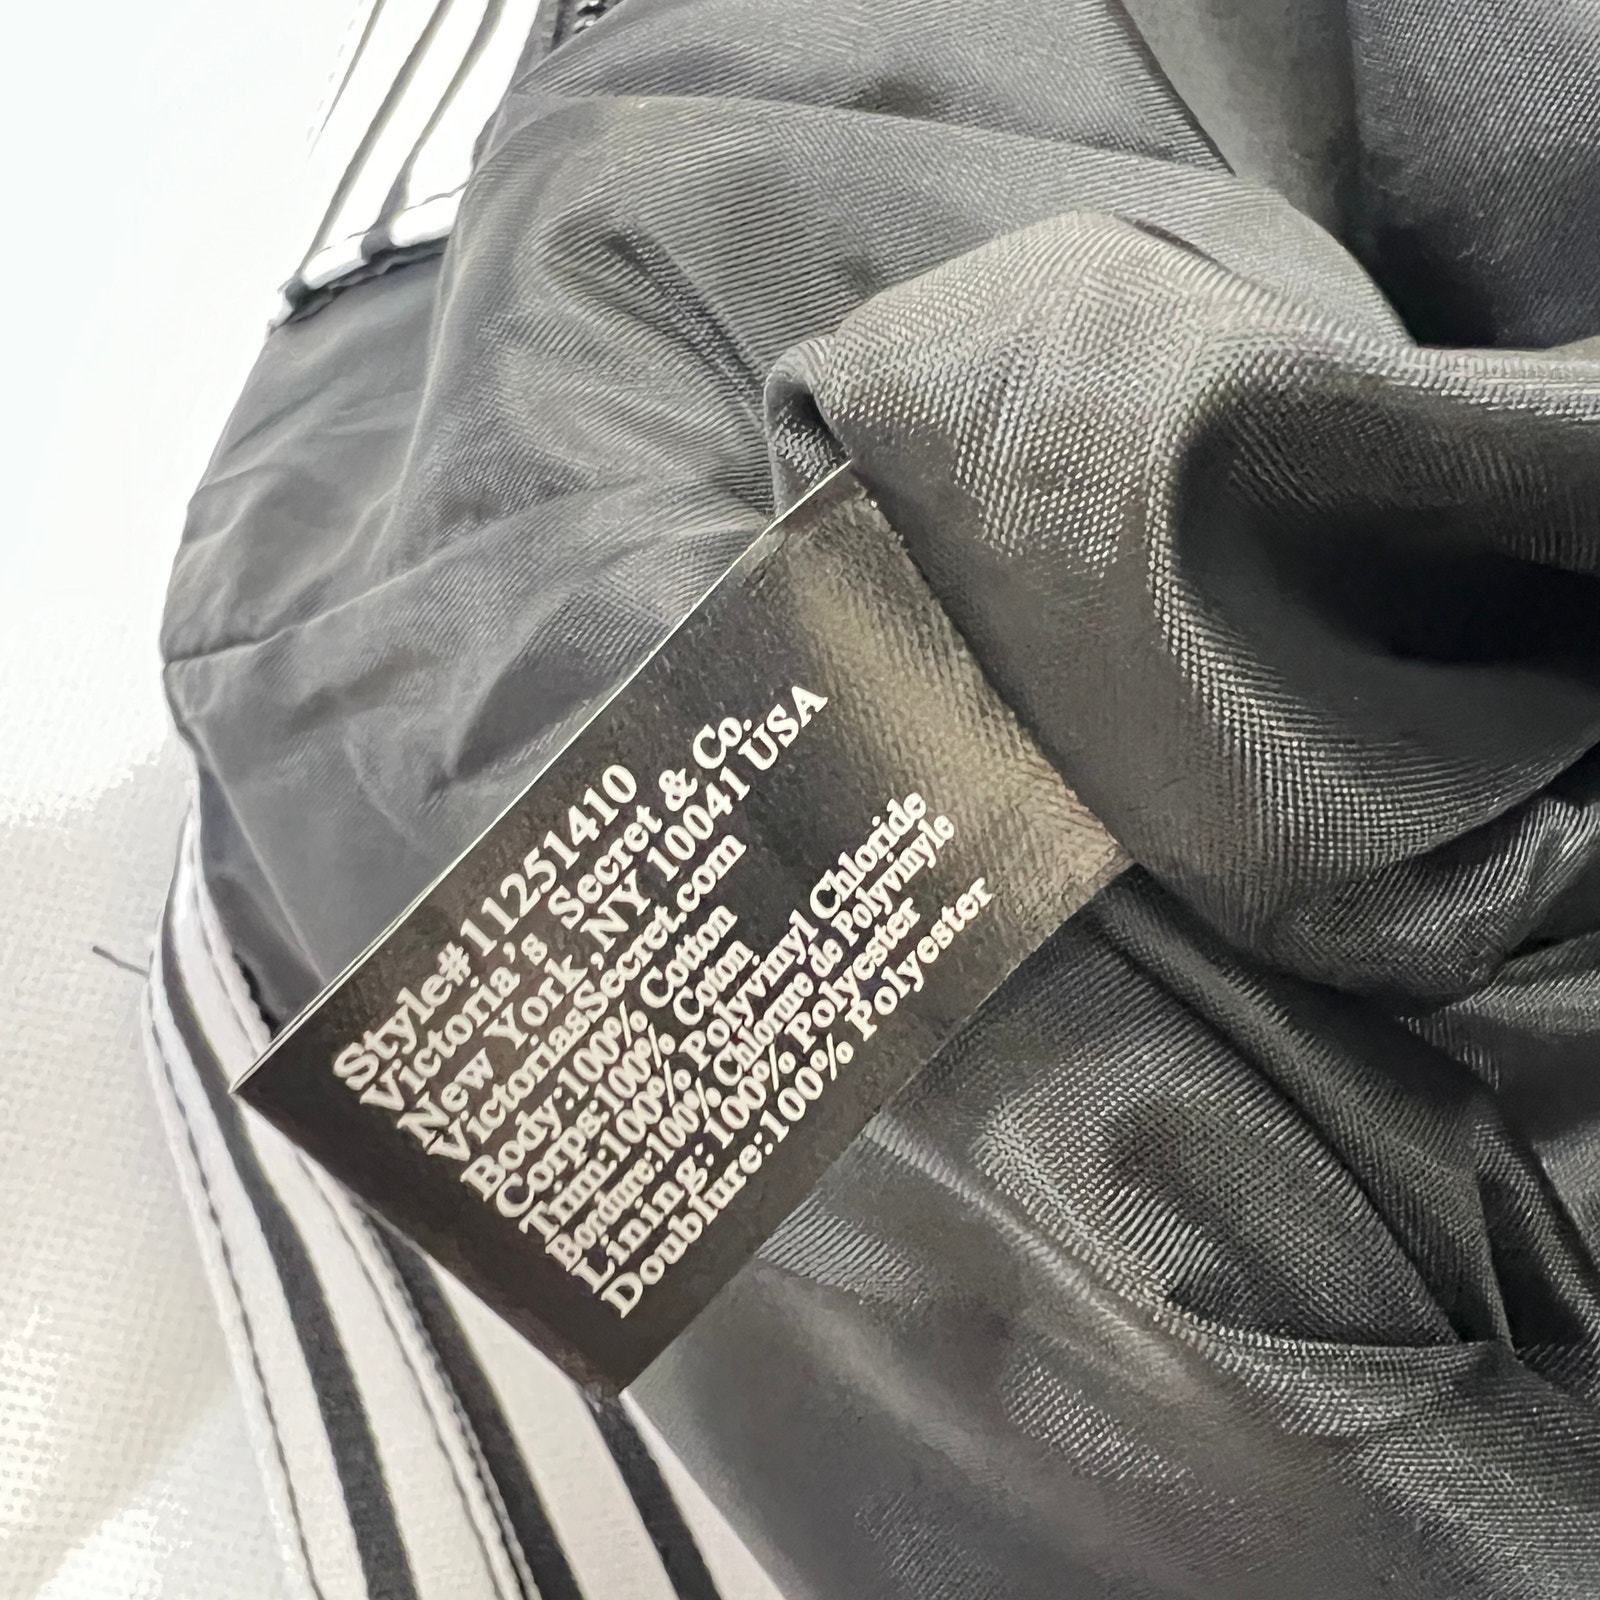 Style#11251410
Victoria's Secret & Co.
New York ,NY 10041 USA
VictoriasSecret.com
Body:100% Cotton
Corps:100% Coton
Trım:100% Polyvinyl Chloride
Bordure:100% Chlorure de Polyvinyle
Lining:100% Polyester
Doublure:100% Polyester